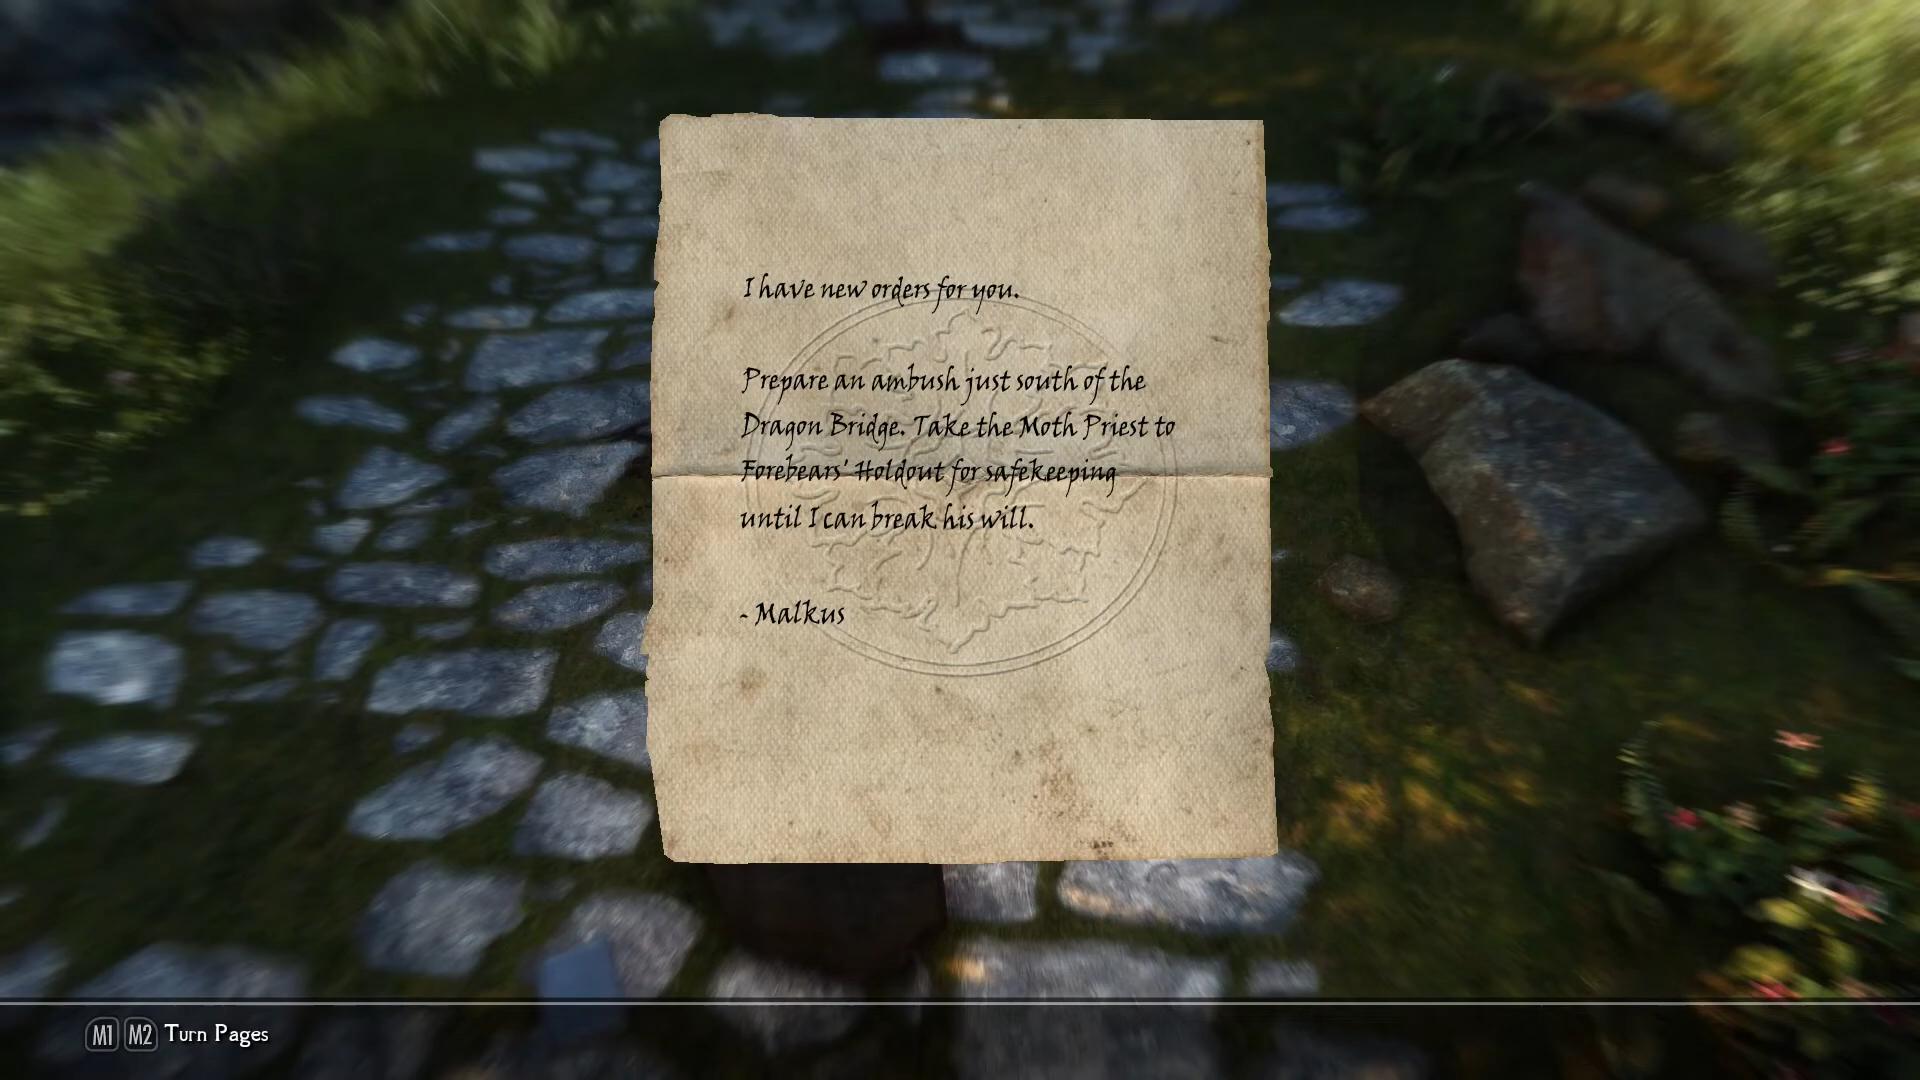 I have new orders for you.
Prepare an ambush just south of the
Dragon Bridge. Take the Moth Priest to
Forebears' Holdout for safekeeping
until I can break his will.
- Malkus
M1 M2 Turn Pages